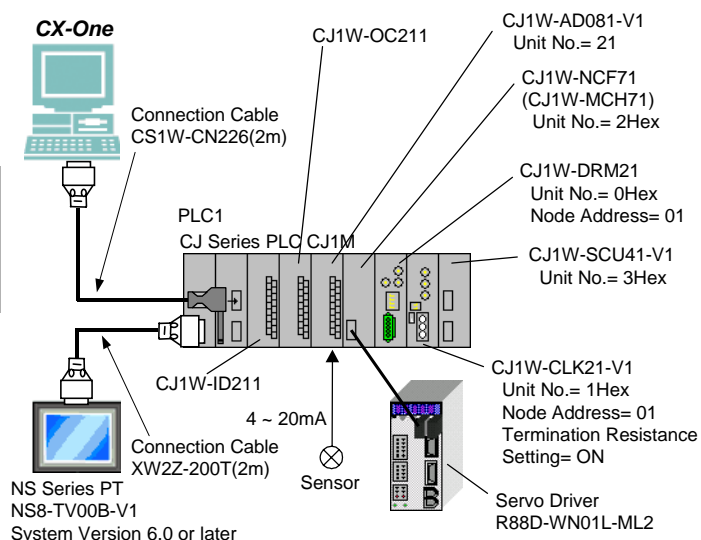 CX-One
CJ1W-OC211
CJ1W-AD081-V1
Unit No.= 21
CJ1W-NCF71
(CJ1W-MCH71)
Unit No.= 2Hex
Connection Cable
CS1W-CN226(2m)
CJ1W-DRM21
Unit No.= 0Hex
Node Address= 01
PLC1
CJ Series PLC CJ1M
CJ1W-SCU41-V1
Unit No.= 3Hex
CJ1W-ID211
CJ1W-CLK21-V1
Unit No.= 1Hex
Node Address= 01
Termination Resistance
Setting= ON
4 ~ 20mA
Connection Cable
XW2Z-200T(2m)
Sensor
NS Series PT
NS8-TV00B-V1
System Version 6.0 or later
Servo Driver
R88D-WN01L-ML2